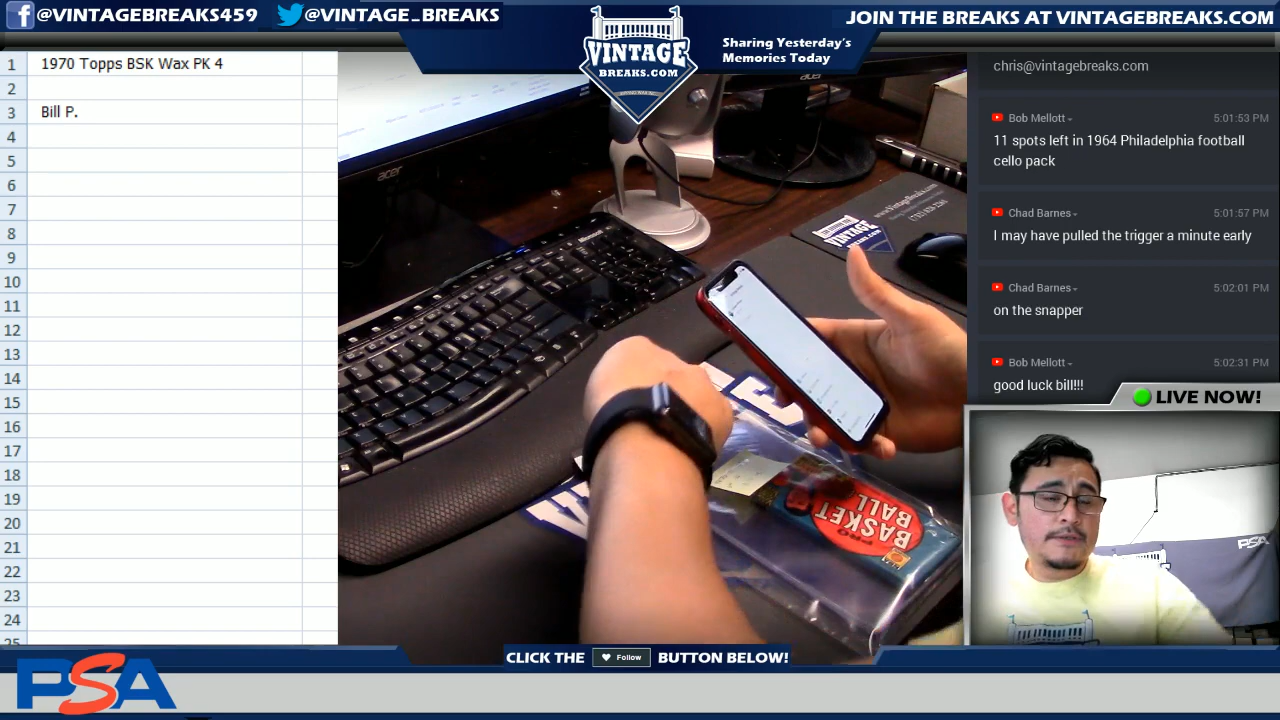 @VINTAGEBREAKS459
@VINTAGE_BREAKS
VINTAGE
BREAKS.COM
Sharing Yesterday's
Memories Today
JOIN THE BREAKS AT VINTAGEBREAKS.COM
1 1970 Topps BSK Wax PK 4
2
3 Bill P.
4
5
6
7
8
9
10
11
12
13
14
15
16
17
18
19
20
21
22
23
24
25
acer
acer
VINTAGE
BASKET
BALL
chris@vintagebreaks.com
Bob Mellott 5:01:53 PM
11 spots left in 1964 Philadelphia football
cello pack
Chad Barnes 5:01:57 PM
I may have pulled the trigger a minute early
Chad Barnes 5:02:01 PM
on the snapper
Bob Mellott 5:02:31 PM
good luck bill!!!
LIVE NOW!
PSA
CLICK THE Follow BUTTON BELOW!
PSA